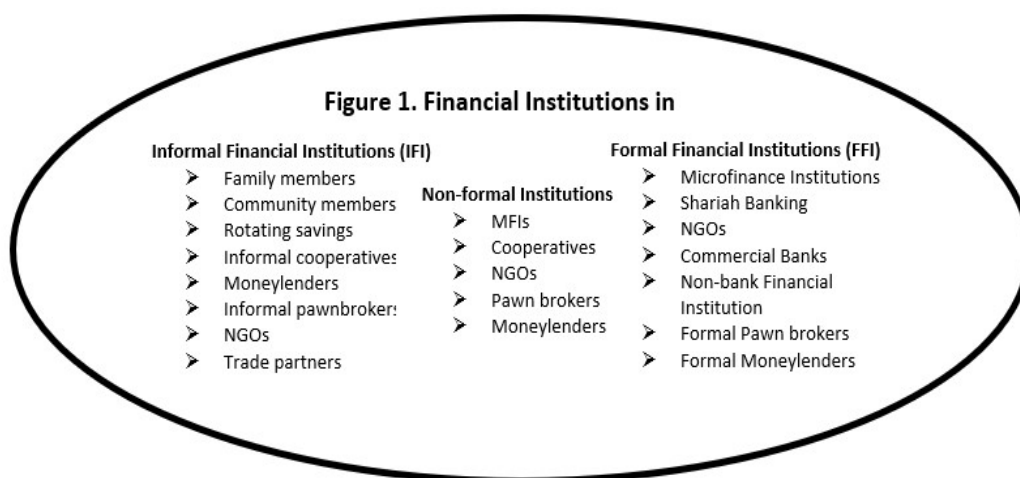 Figure 1. Financial Institutions in
Informal Financial Institutions (IFI)
➢ Family members
➢ Community members
➢ Rotating savings
➢ Informal cooperatives
➢ Moneylenders
➢ Informal pawnbrokers
➢ NGOs
➢ Trade partners
Non-formal Institutions
➢ MFIs
➢ Cooperatives
➢ NGOs
➢ Pawn brokers
➢ Moneylenders
Formal Financial Institutions (FFI)
➢ Microfinance Institutions
➢ Shariah Banking
➢ NGOs
➢ Commercial Banks
➢ Non-bank Financial
Institution
➢ Formal Pawn brokers
➢ Formal Moneylenders